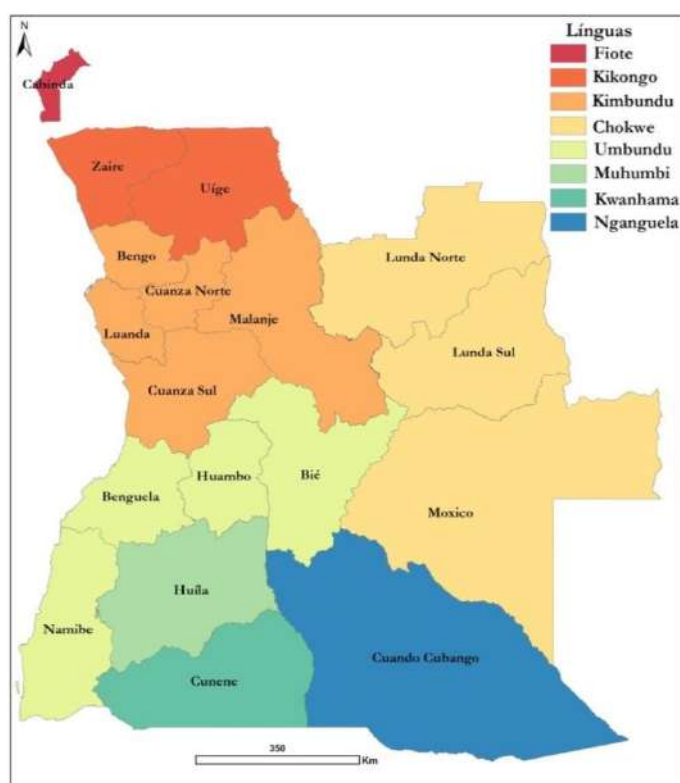 N
Línguas
Fiote
Kikongo
Kimbundu
Chokwe
Umbundu
Muhumbi
Kwanhama
Nganguela
Cabinda
Zaire
Uíge
Bengo
Lunda Norte
Cuanza Norte
Luanda
Malanje
Lunda Sul
Cuanza Sul
Huambo
Bié
Benguela
Moxico
Huíla
Namibe
Cuando Cubango
Cunene
350
Km